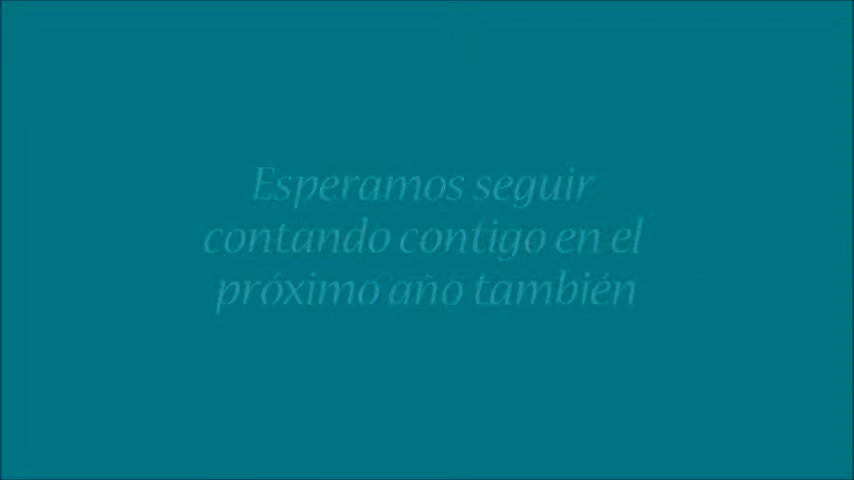 Esperamos seguir
contando contigo en el
próximo año también